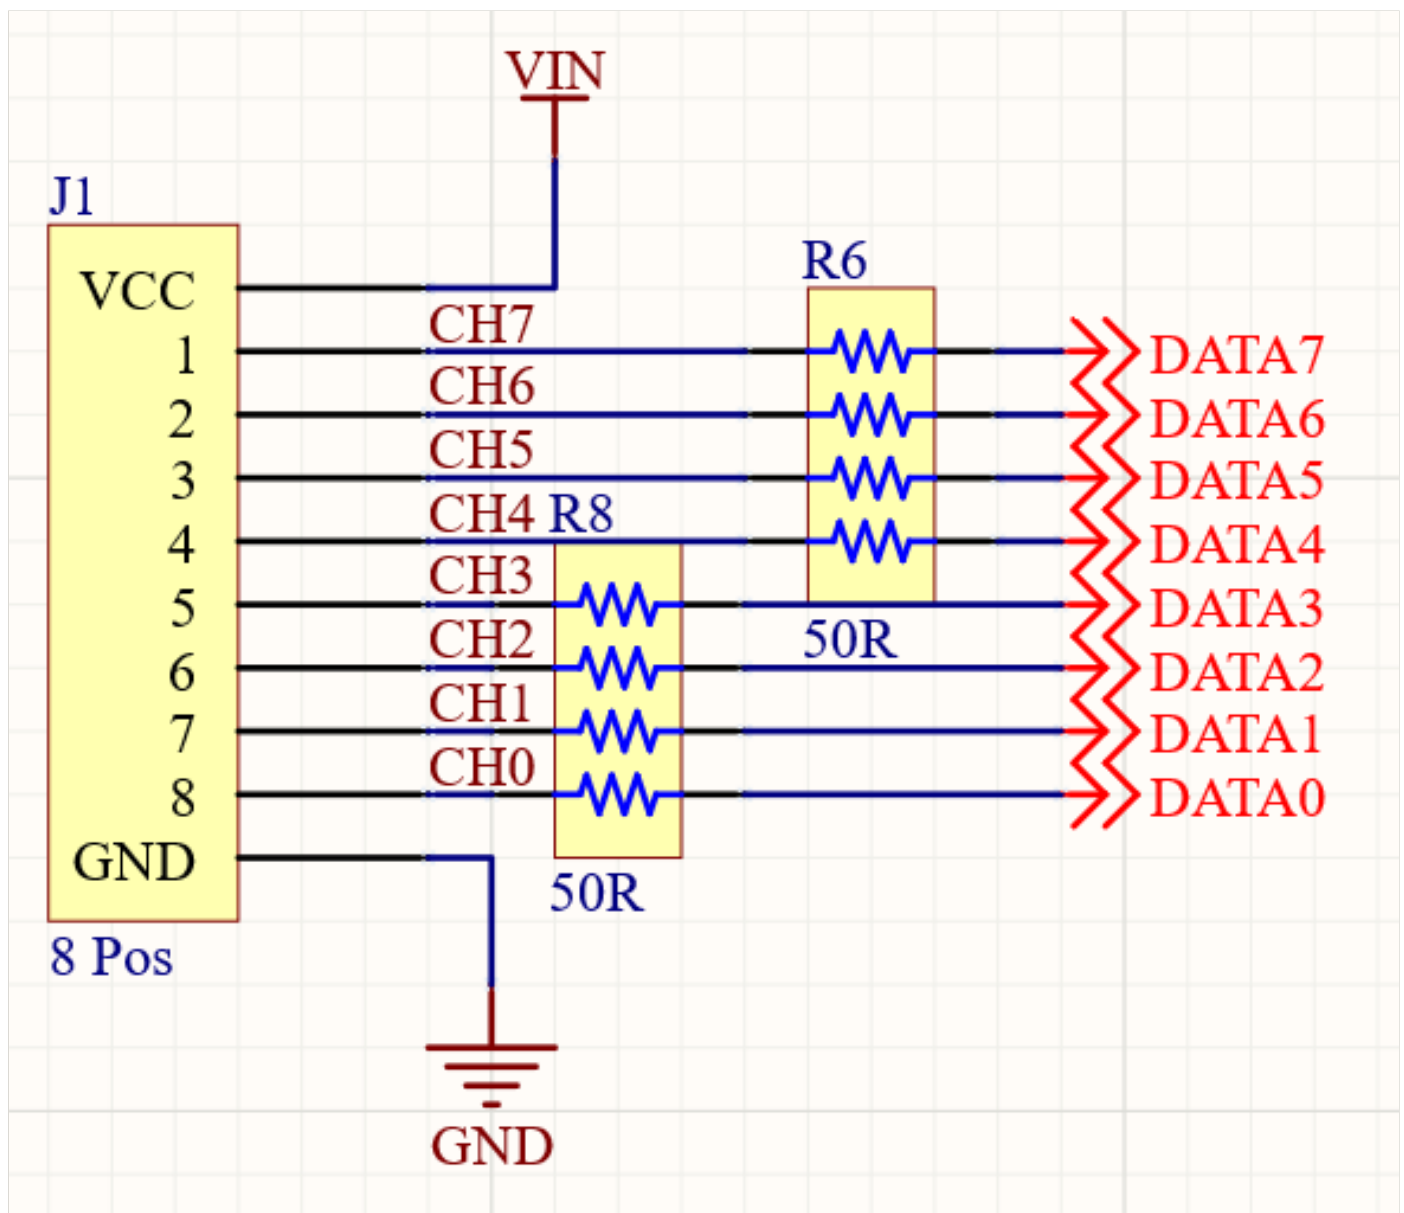 VIN
J1
VCC
1
2
3
4
5
6
7
8
GND
8 Pos
CH7
CH6
CH5
CH4
CH3
CH2
CH1
CH0
R8
50R
R6
50R
DATA7
DATA6
DATA5
DATA4
DATA3
DATA2
DATA1
DATA0
GND